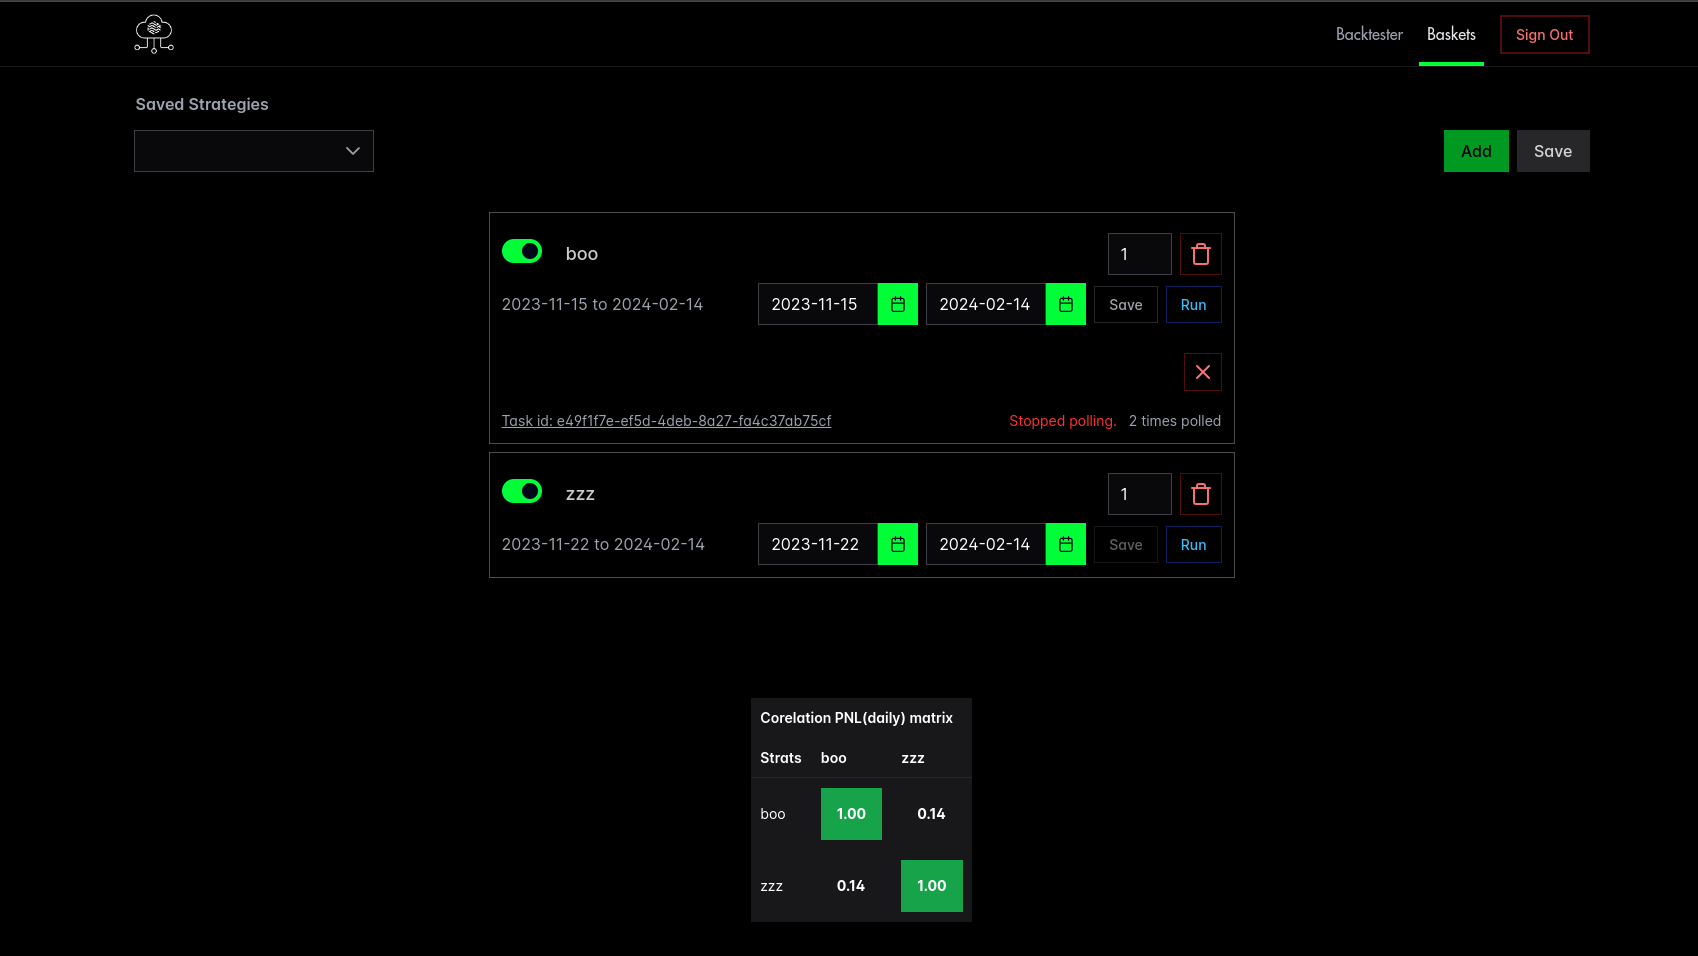 Backtester Baskets Sign Out
Saved Strategies
Add Save
boo 1
2023-11-15 to 2024-02-14 2023-11-15 2024-02-14 Save Run
Task id: e49f1f7e-ef5d-4deb-8a27-fa4c37ab75cf Stopped polling. 2 times polled
zzz 1
2023-11-22 to 2024-02-14 2023-11-22 2024-02-14 Save Run
Corelation PNL(daily) matrix
Strats boo zzz
boo 1.00 0.14
zzz 0.14 1.00